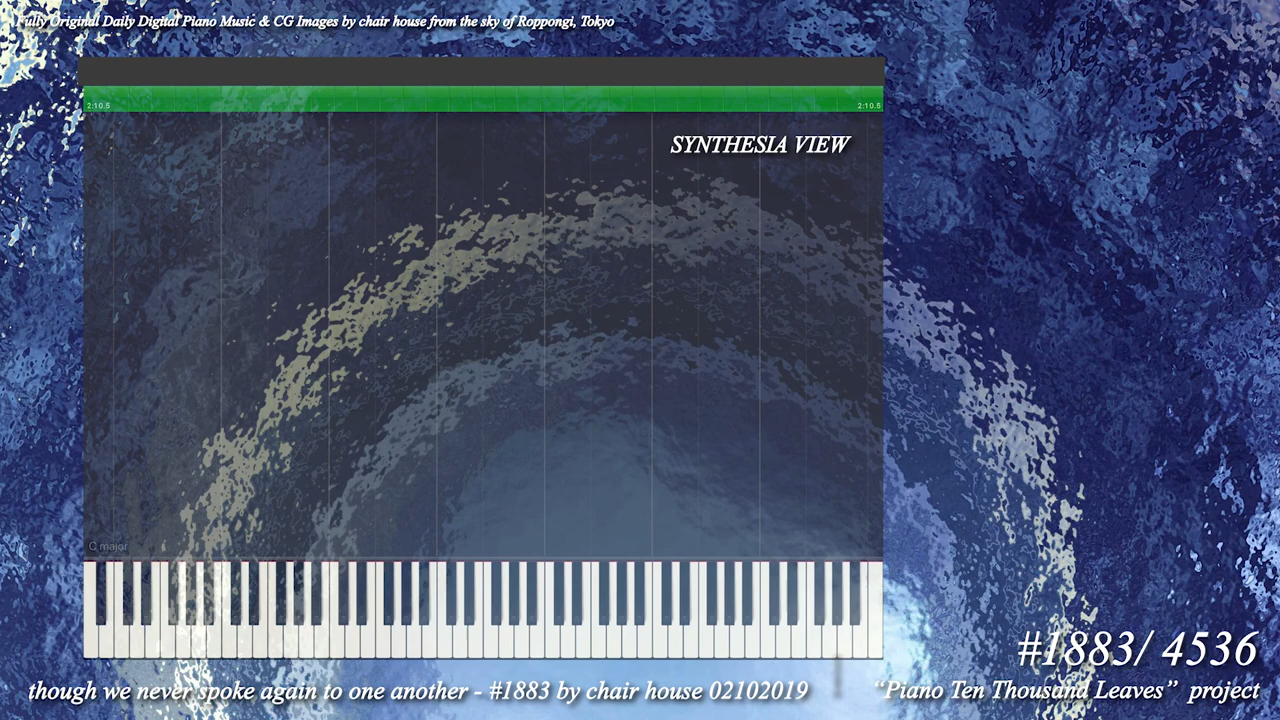 Fully Original Daily Digital Piano Music & CG Images by chair house from the sky of Roppongi, Tokyo
2:10.5 2:10.5
SYNTHESIA VIEW
C major
#1883/ 4536
though we never spoke again to one another - #1883 by chair house 02102019
“Piano Ten Thousand Leaves” project